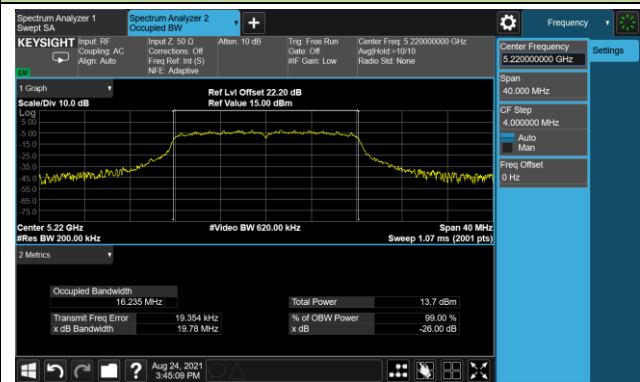 Spectrum Analyzer 1
Swept SA
Spectrum Analyzer 2
Occupied BW
+
Frequency
KEYSIGHT
Input: RF
Coupling: AC
Align: Auto
Input Z: 50 Ω
Corrections: Off
Freq Ref: Int (S)
NFE: Adaptive
Atten: 10 dB
Trig: Free Run
Gate: Off
#IF Gain: Low
Center Freq: 5.220000000 GHz
Avg|Hold:>10/10
Radio Std: None
Center Frequency
5.220000000 GHz
Settings
Span
40.000 MHz
CF Step
4.000000 MHz
Auto
Man
Freq Offset
0 Hz
1 Graph
Scale/Div 10.0 dB
Ref Lvl Offset 22.20 dB
Ref Value 15.00 dBm
Log
5.00
-5.00
-15.0
-25.0
-35.0
-45.0
-55.0
-65.0
-75.0
Center 5.22 GHz
#Res BW 200.00 kHz
#Video BW 620.00 kHz
Span 40 MHz
Sweep 1.07 ms (2001 pts)
2 Metrics
Occupied Bandwidth
16.235 MHz
Total Power 13.7 dBm
Transmit Freq Error 19.354 kHz
% of OBW Power 99.00 %
x dB Bandwidth 19.78 MHz
x dB -26.00 dB
?
Aug 24, 2021
3:45:09 PM